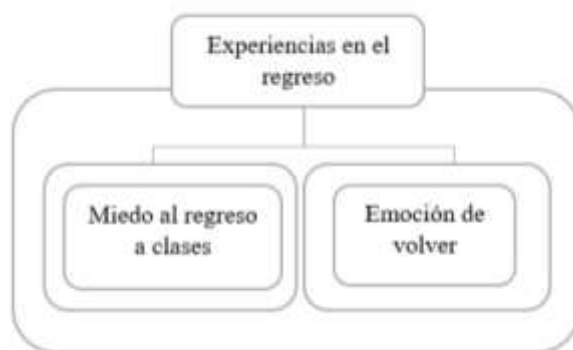 Experiencias en el
regreso
Miedo al regreso
a clases
Emoción de
volver